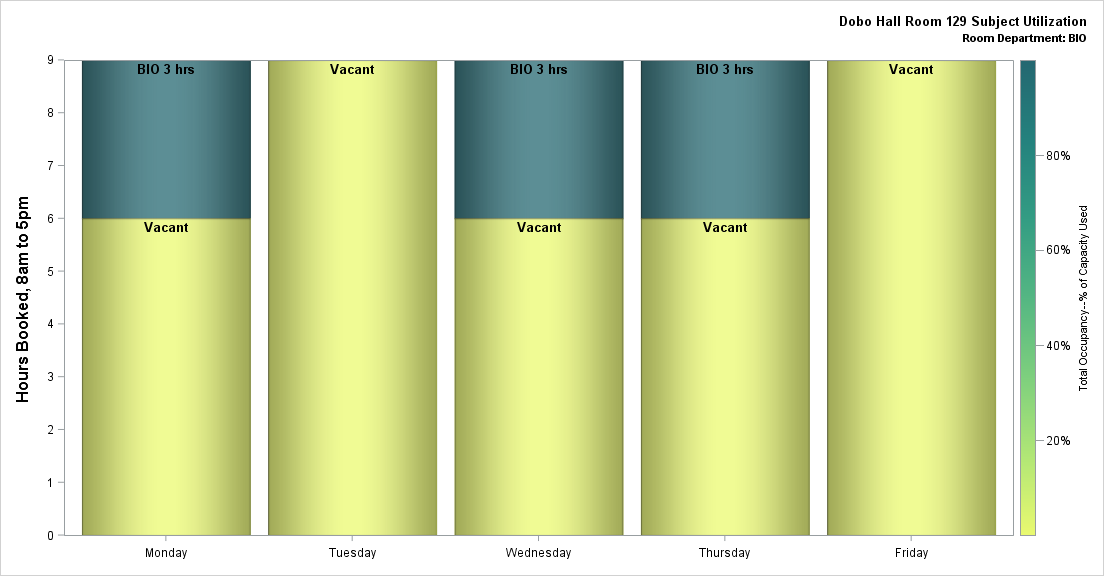 Dobo Hall Room 129 Subject Utilization
Room Department: BIO
Hours Booked, 8am to 5pm
9
8
7
6
5
4
3
2
1
0
BIO 3 hrs
Vacant
BIO 3 hrs
BIO 3 hrs
Vacant
Vacant
Vacant
Vacant
Monday
Tuesday
Wednesday
Thursday
Friday
80%
60%
40%
20%
Total Occupancy--% of Capacity Used